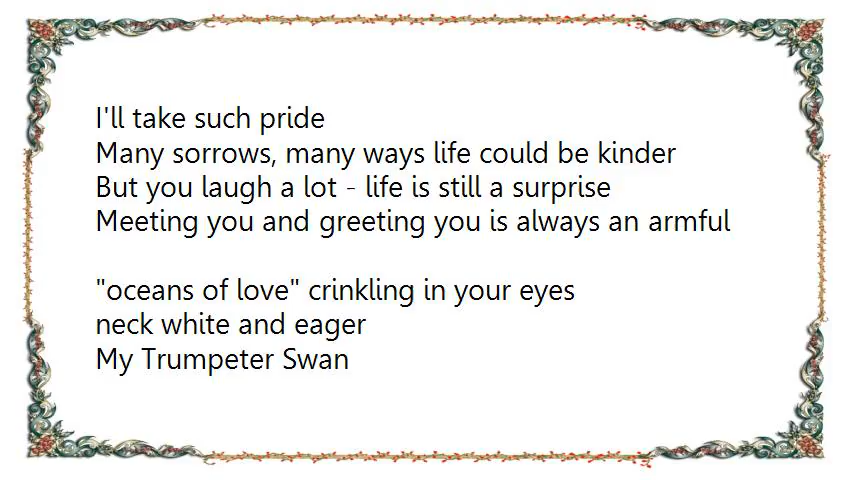 I'll take such pride
Many sorrows, many ways life could be kinder
But you laugh a lot - life is still a surprise
Meeting you and greeting you is always an armful
"oceans of love" crinkling in your eyes
neck white and eager
My Trumpeter Swan